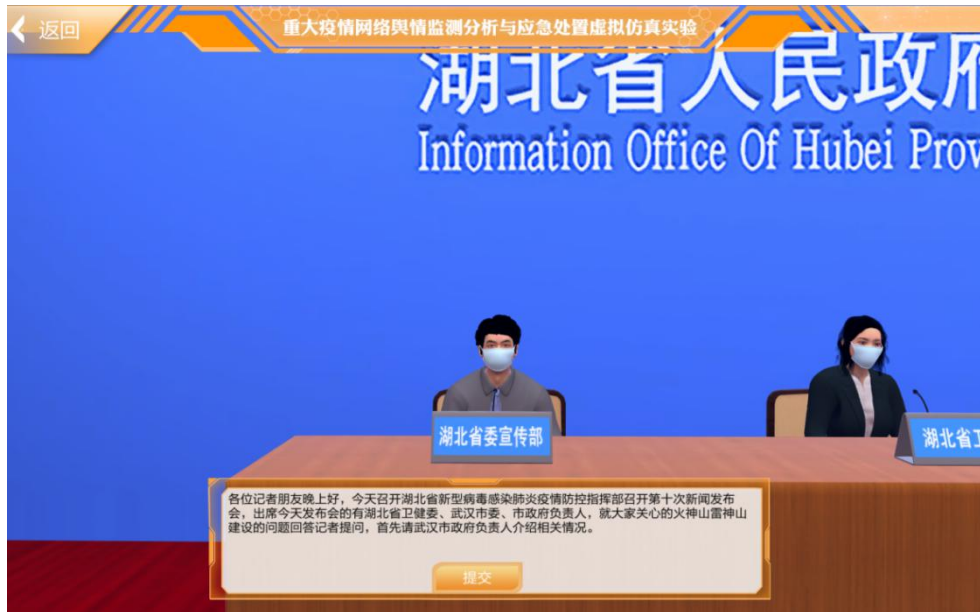 返回
重大疫情网络舆情监测分析与应急处置虚拟仿真实验
湖北省人民政府
Information Office Of Hubei Prov
湖北省委宣传部
湖北省卫
各位记者朋友晚上好，今天召开湖北省新型病毒感染肺炎疫情防控指挥部召开第十次新闻发布
会，出席今天发布会的有湖北省卫健委、武汉市委、市政府负责人，就大家关心的火神山雷神山
建设的问题回答记者提问，首先请武汉市政府负责人介绍相关情况。
提交